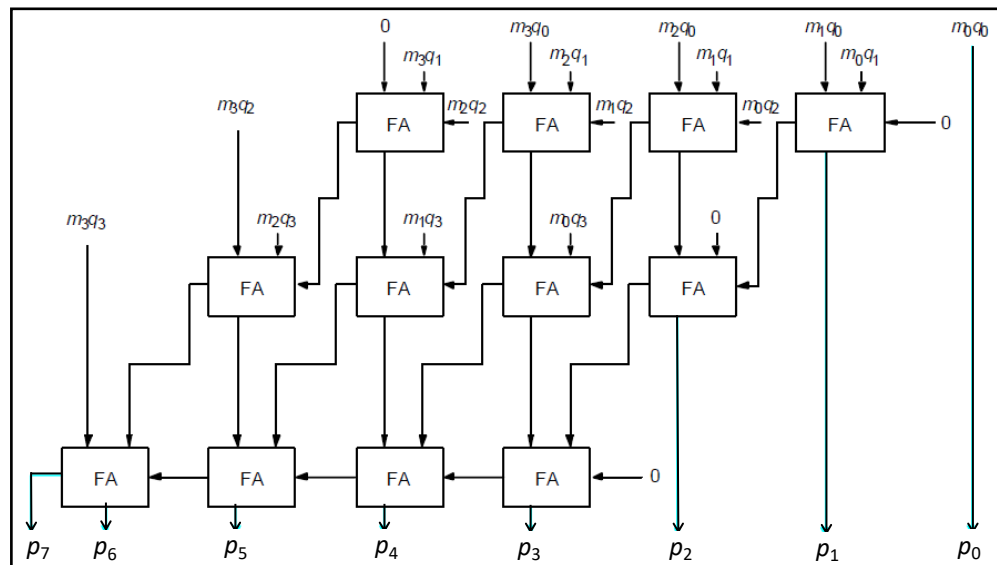 0 m₃q₀ m₂q₀ m₁q₀ m₀q₀
m₃q₁ m₂q₁ m₁q₁ m₀q₁
m₃q₂ FA m₂q₂ FA m₁q₂ FA m₀q₂ FA 0
m₃q₃ m₂q₃ m₁q₃ m₀q₃ 0
FA FA FA FA
FA FA FA FA 0
p₇ p₆ p₅ p₄ p₃ p₂ p₁ p₀